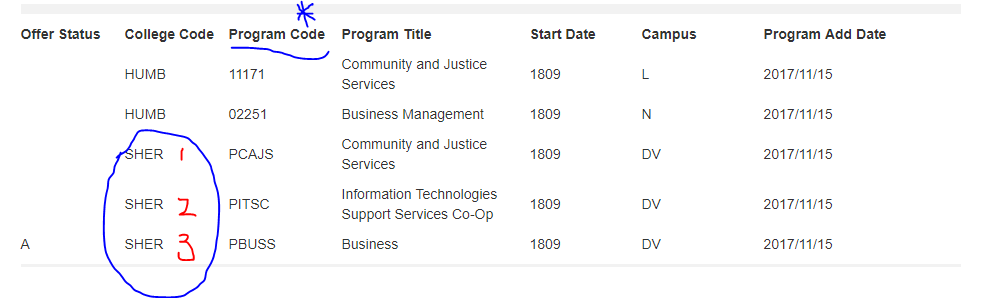 *
Offer Status College Code Program Code Program Title Start Date Campus Program Add Date
HUMB 11171 Community and Justice Services 1809 L 2017/11/15
HUMB 02251 Business Management 1809 N 2017/11/15
SHER 1 PCAJS Community and Justice Services 1809 DV 2017/11/15
SHER 2 PITSC Information Technologies Support Services Co-Op 1809 DV 2017/11/15
A SHER 3 PBUSS Business 1809 DV 2017/11/15